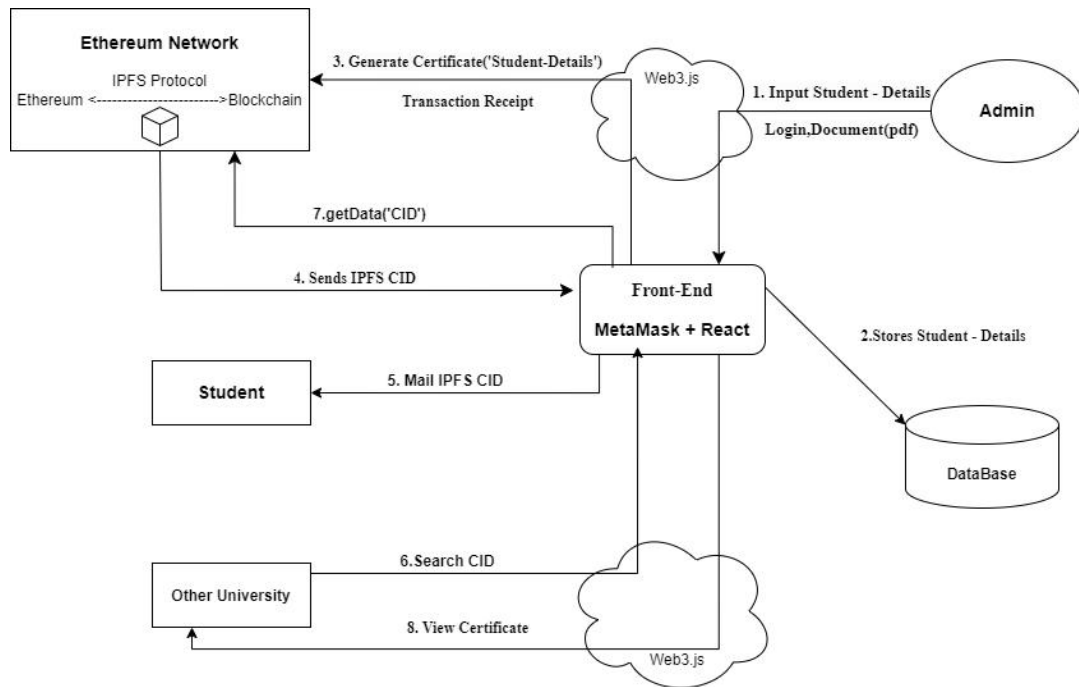 Ethereum Network
IPFS Protocol
Ethereum <---------------------------->Blockchain
3. Generate Certificate('Student-Details')
Transaction Receipt
Web3.js
1. Input Student - Details
Login,Document(pdf)
Admin
7.getData('CID')
4. Sends IPFS CID
Front-End
MetaMask + React
2.Stores Student - Details
DataBase
Student
5. Mail IPFS CID
Other University
6.Search CID
8. View Certificate
Web3.js